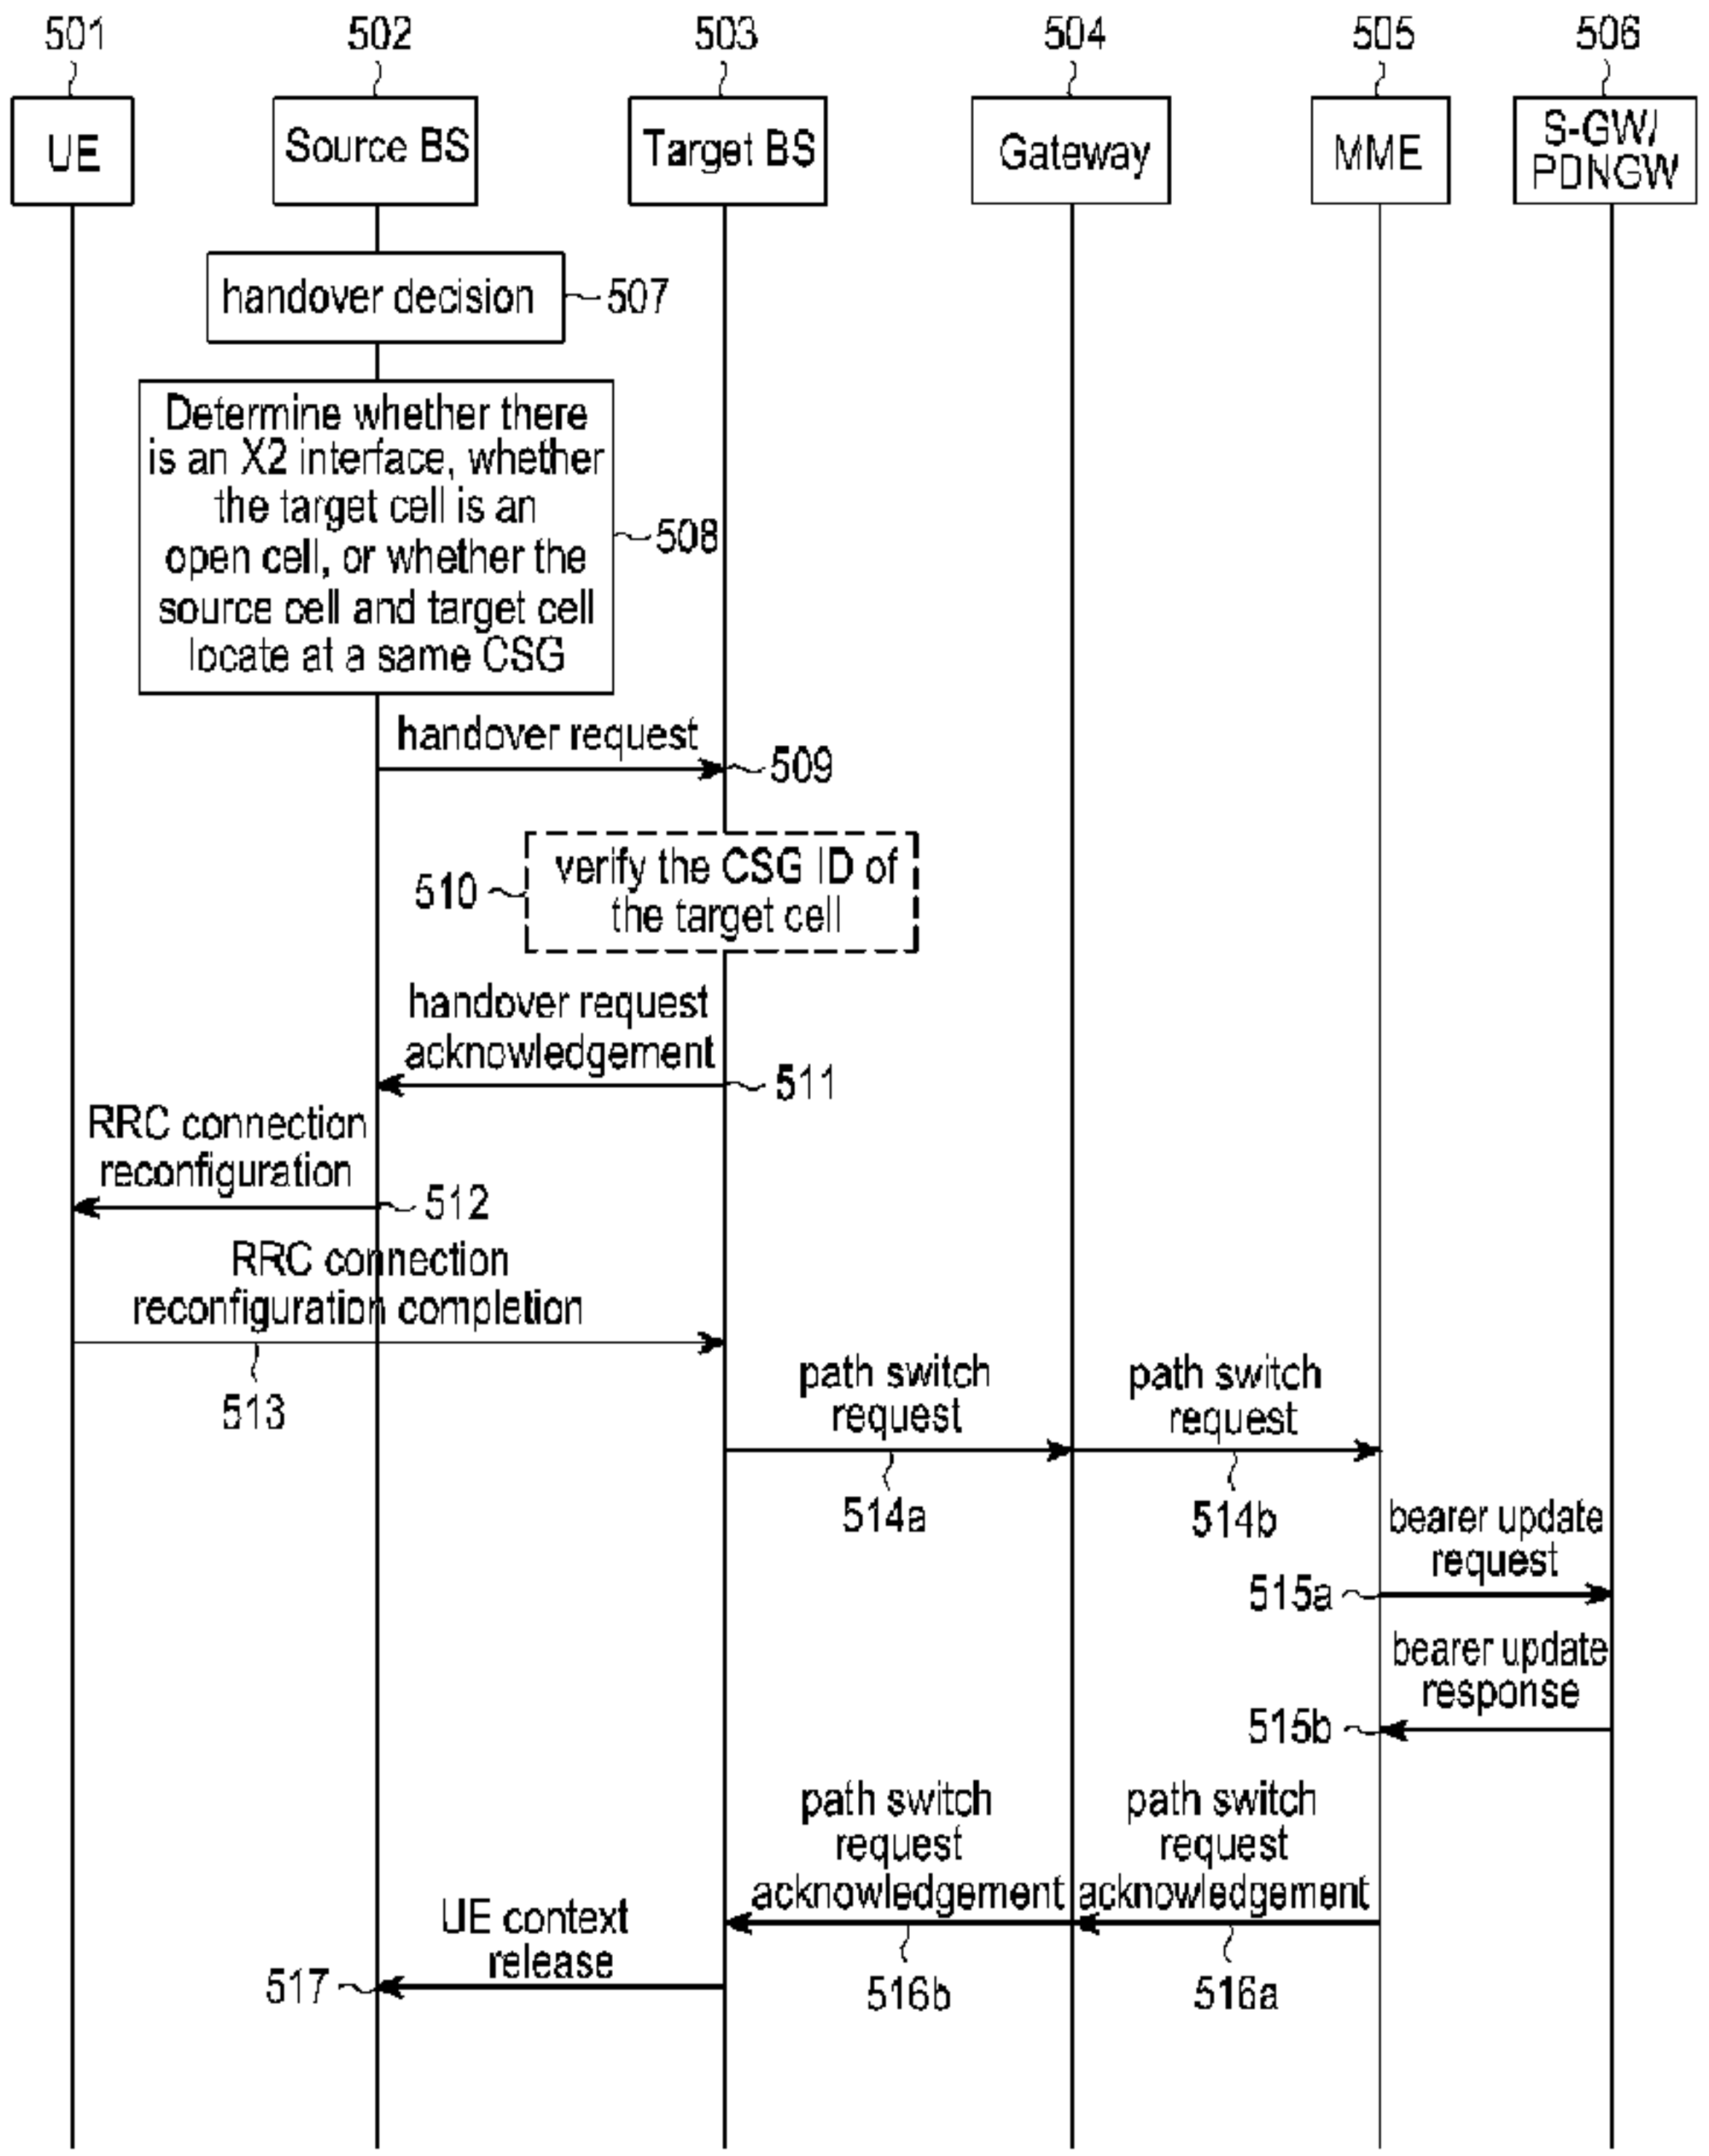 501
502
503
504
505
506
UE
Source BS
Target BS
Gateway
MME
S-GW/
PDNGW
handover decision
507
Determine whether there
is an X2 interface, whether
the target cell is an
open cell, or whether the
source cell and target cell
locate at a same CSG
508
handover request
509
verify the CSG ID of
the target cell
510
handover request
acknowledgement
511
RRC connection
reconfiguration
512
RRC connection
reconfiguration completion
513
path switch
request
514a
path switch
request
514b
bearer update
request
515a
bearer update
response
515b
path switch
request
acknowledgement
516b
path switch
request
acknowledgement
516a
UE context
release
517